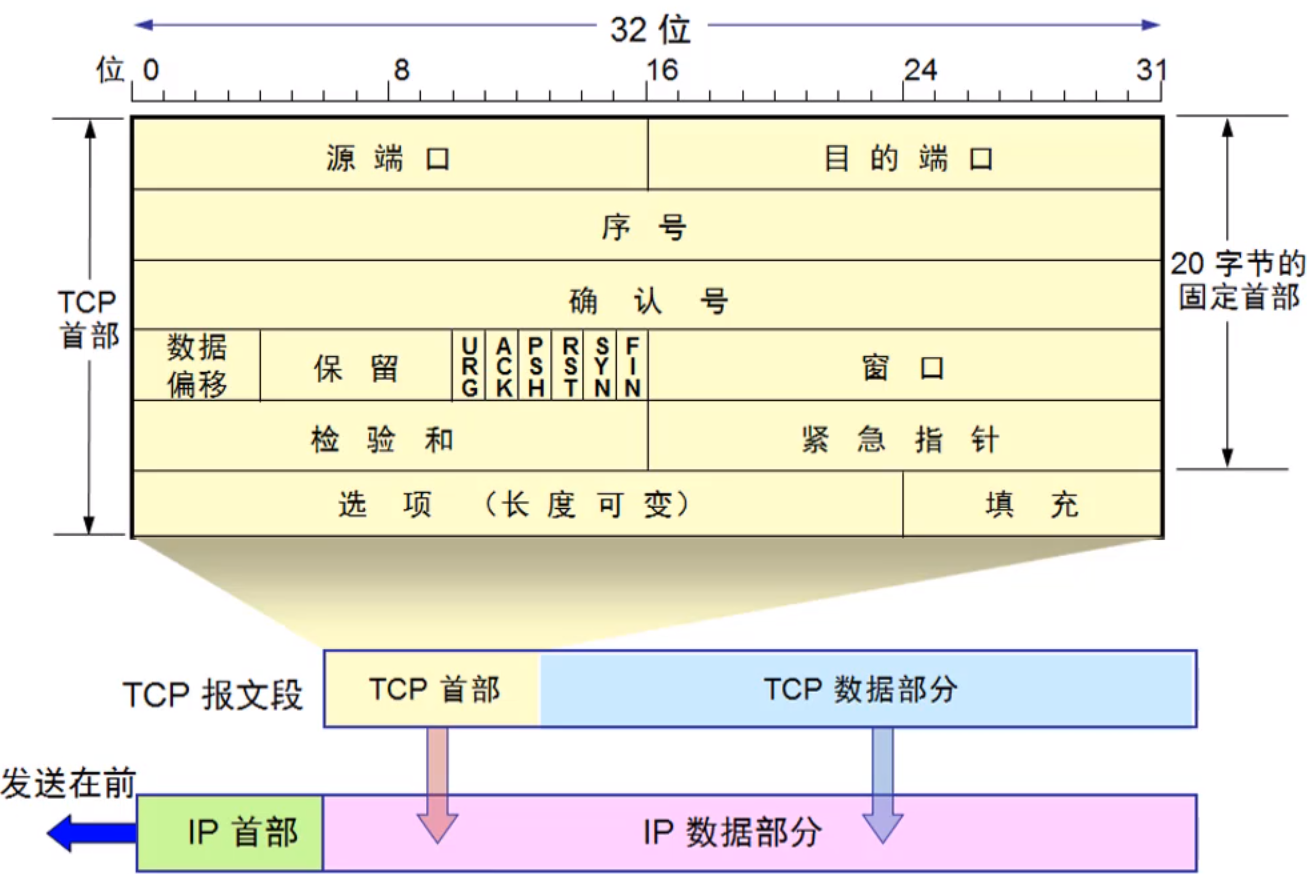 32 位
位 0 8 16 24 31
源端口 目的端口
序号
确认号
TCP
首部
20 字节的
固定首部
数据
偏移
保留
URG
ACK
PSH
RST
SYN
FIN
窗口
检验和 紧急指针
选项（长度可变） 填充
TCP 报文段 TCP 首部 TCP 数据部分
发送在前
IP 首部 IP 数据部分